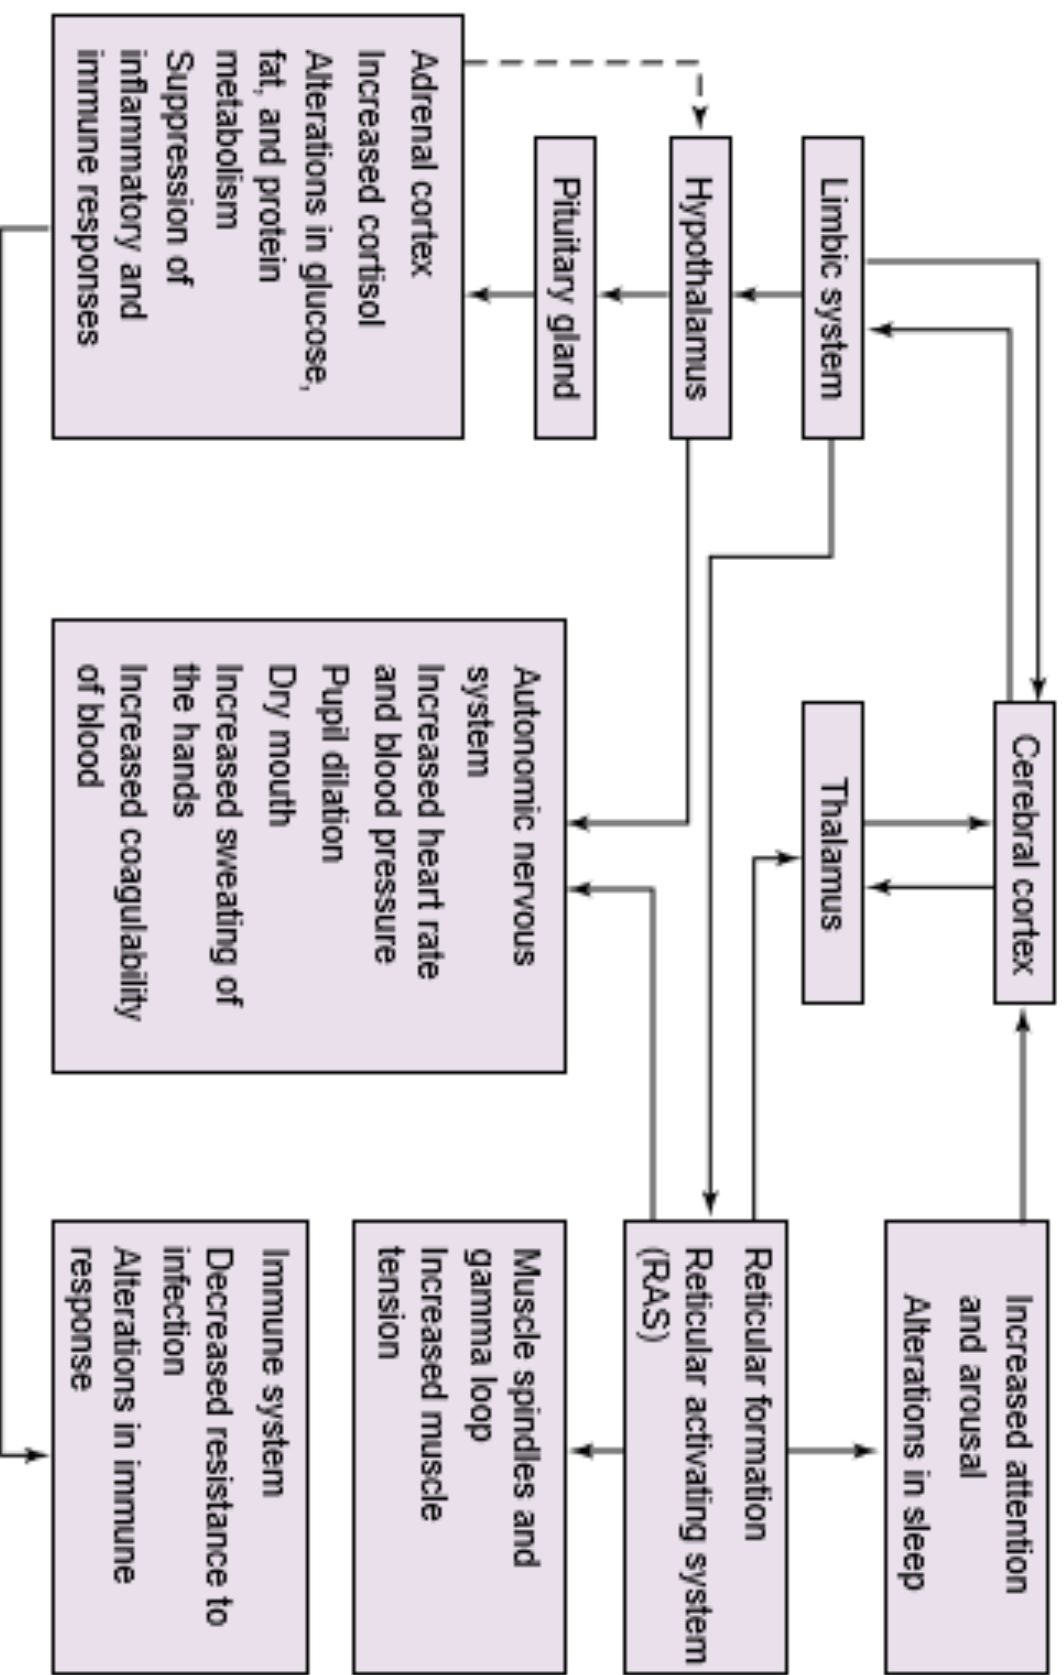 Cerebral cortex
Increased attention
and arousal
Alterations in sleep
Limbic system
Thalamus
Hypothalamus
Reticular formation
Reticular activating system
(RAS)
Pituitary gland
Adrenal cortex
Increased cortisol
Alterations in glucose,
fat, and protein
metabolism
Suppression of
inflammatory and
immune responses
Autonomic nervous
system
Increased heart rate
and blood pressure
Pupil dilation
Dry mouth
Increased sweating of
the hands
Increased coagulability
of blood
Muscle spindles and
gamma loop
Increased muscle
tension
Immune system
Decreased resistance to
infection
Alterations in immune
response